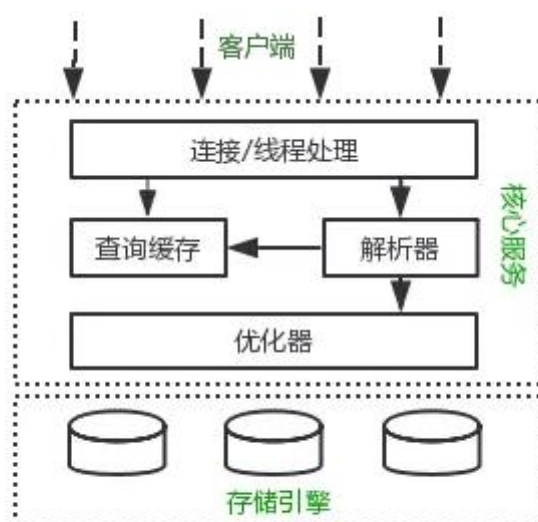 客户端
连接/线程处理
查询缓存
解析器
核心服务
优化器
存储引擎